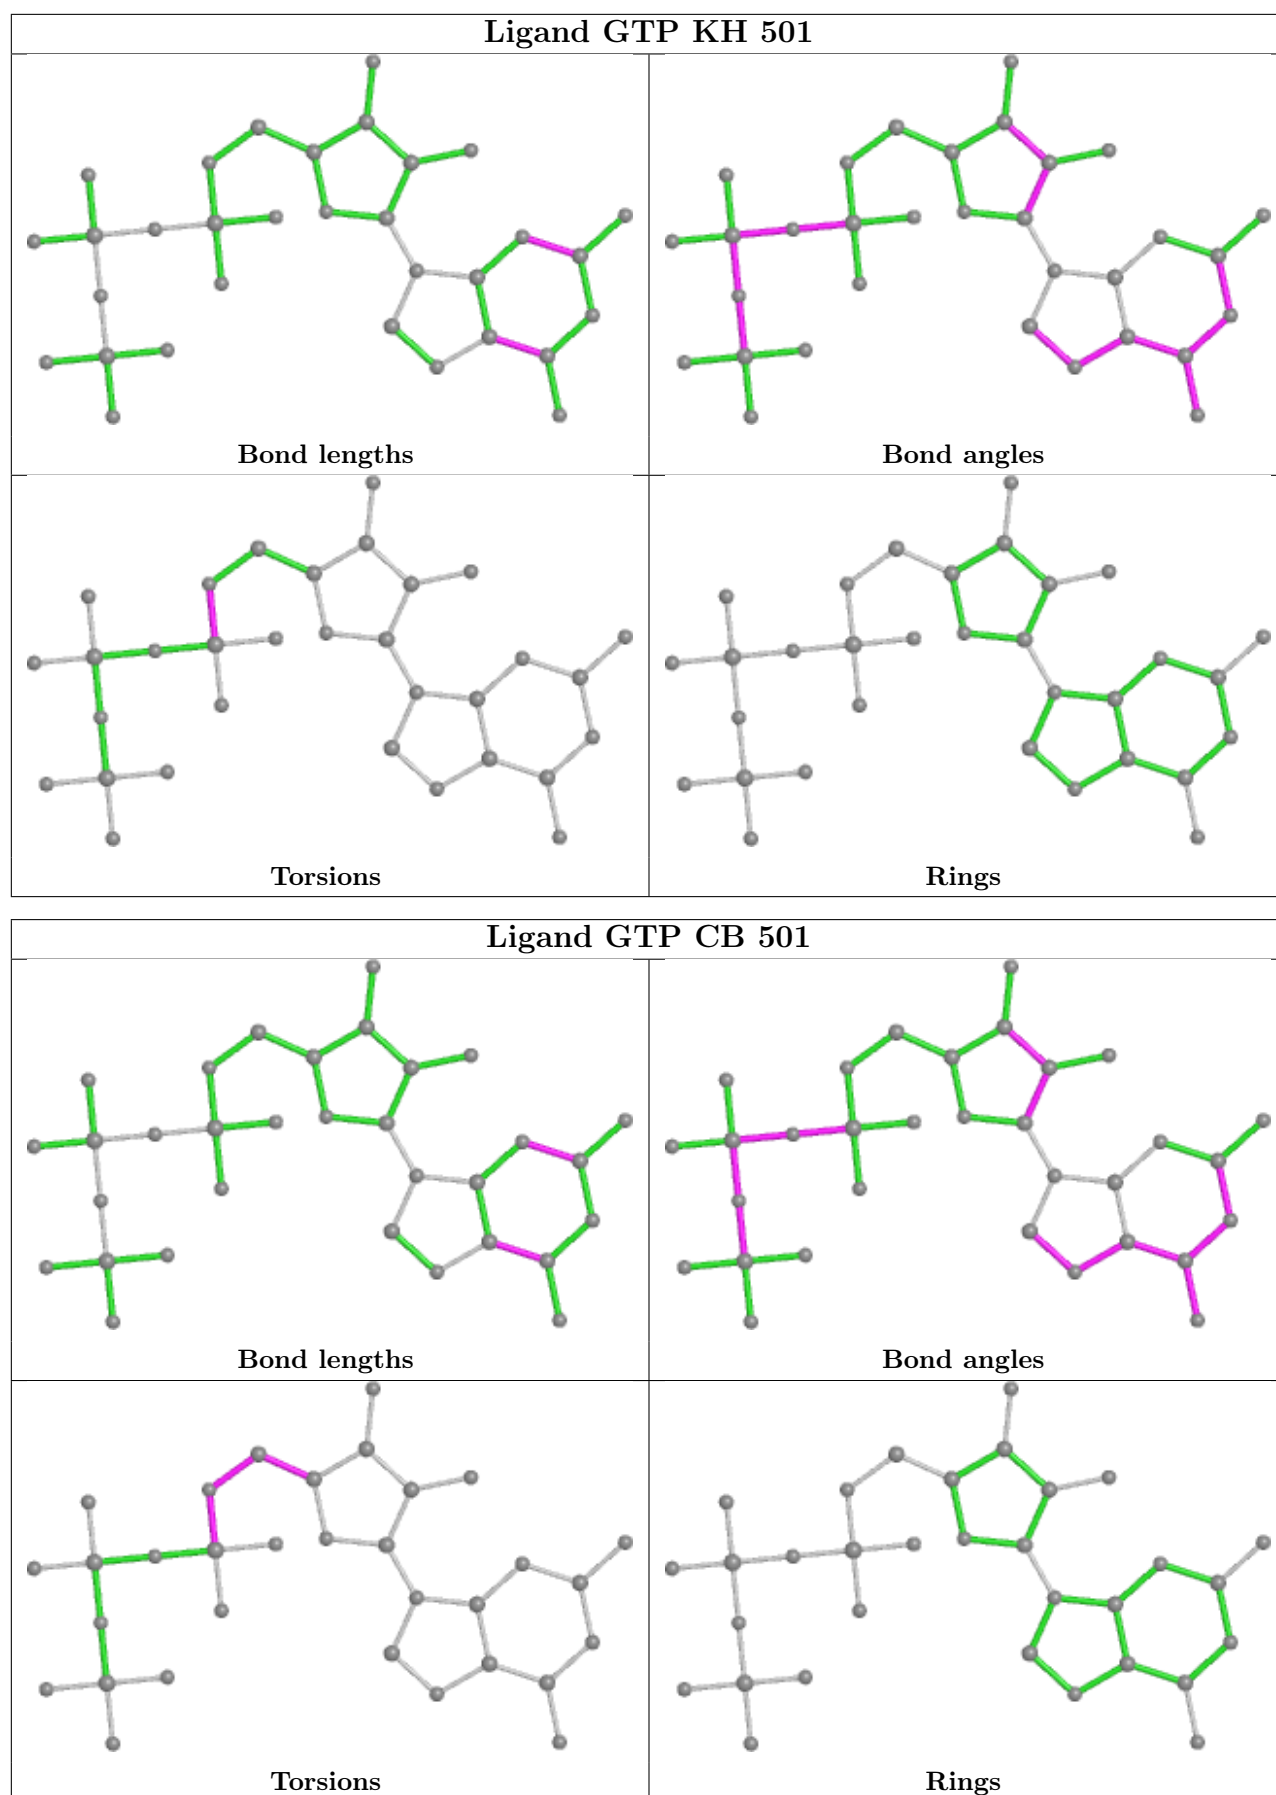 Ligand GTP KH 501
Bond lengths
Bond angles
Torsions
Rings
Ligand GTP CB 501
Bond lengths
Bond angles
Torsions
Rings